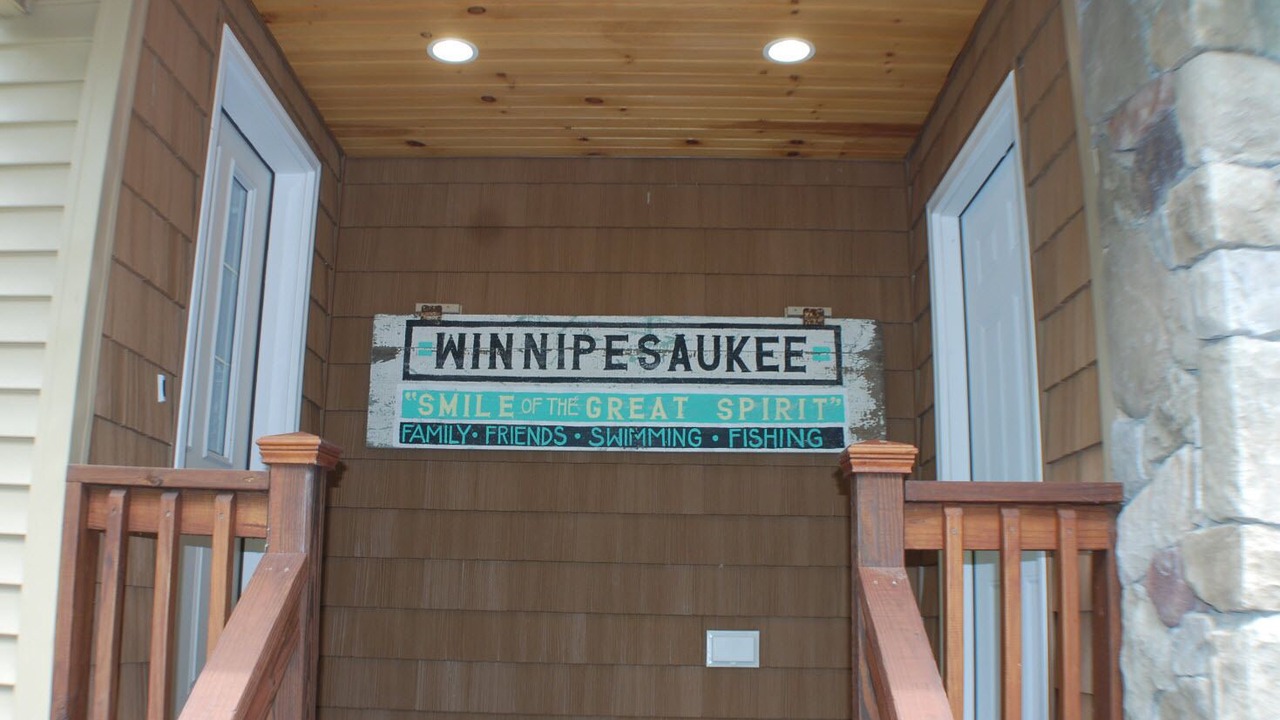 WINNIPESAUKEE
"SMILE OF THE GREAT SPIRIT"
FAMILY • FRIENDS • SWIMMING • FISHING